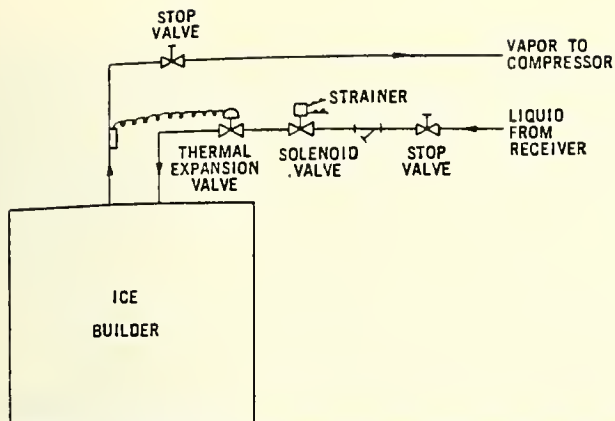 STOP
VALVE
VAPOR TO
COMPRESSOR
STRAINER
LIQUID
FROM
RECEIVER
THERMAL
EXPANSION
VALVE
SOLENOID
VALVE
STOP
VALVE
ICE
BUILDER